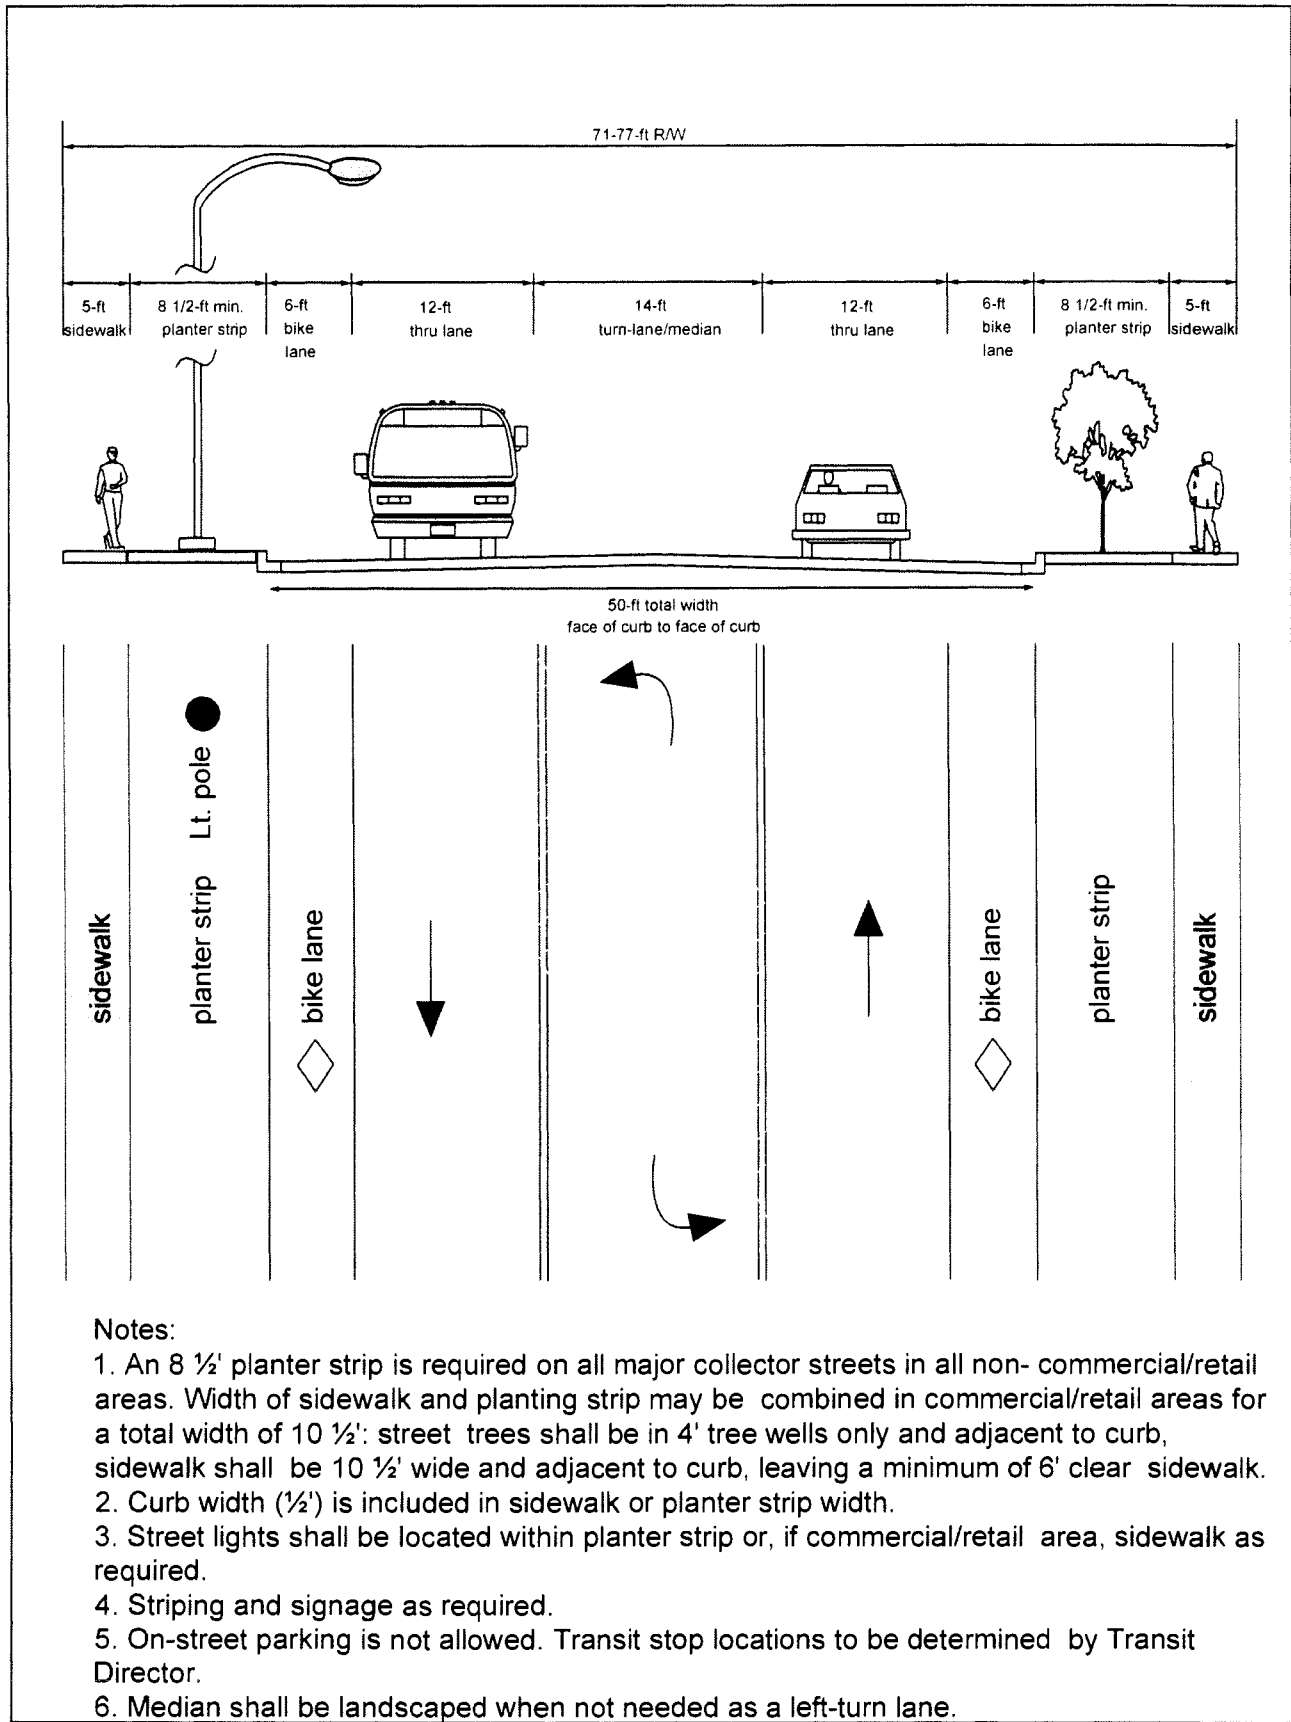 71-77-ft R/W
5-ft
sidewalk
8 1/2-ft min.
planter strip
6-ft
bike
lane
12-ft
thru lane
14-ft
turn-lane/median
12-ft
thru lane
6-ft
bike
lane
8 1/2-ft min.
planter strip
5-ft
sidewalk
50-ft total width
face of curb to face of curb
sidewalk
planter strip Lt. pole
bike lane
bike lane
planter strip
sidewalk
Notes:
1. An 8 ½' planter strip is required on all major collector streets in all non- commercial/retail
areas. Width of sidewalk and planting strip may be combined in commercial/retail areas for
a total width of 10 ½': street trees shall be in 4' tree wells only and adjacent to curb,
sidewalk shall be 10 ½' wide and adjacent to curb, leaving a minimum of 6' clear sidewalk.
2. Curb width (½') is included in sidewalk or planter strip width.
3. Street lights shall be located within planter strip or, if commercial/retail area, sidewalk as
required.
4. Striping and signage as required.
5. On-street parking is not allowed. Transit stop locations to be determined by Transit
Director.
6. Median shall be landscaped when not needed as a left-turn lane.